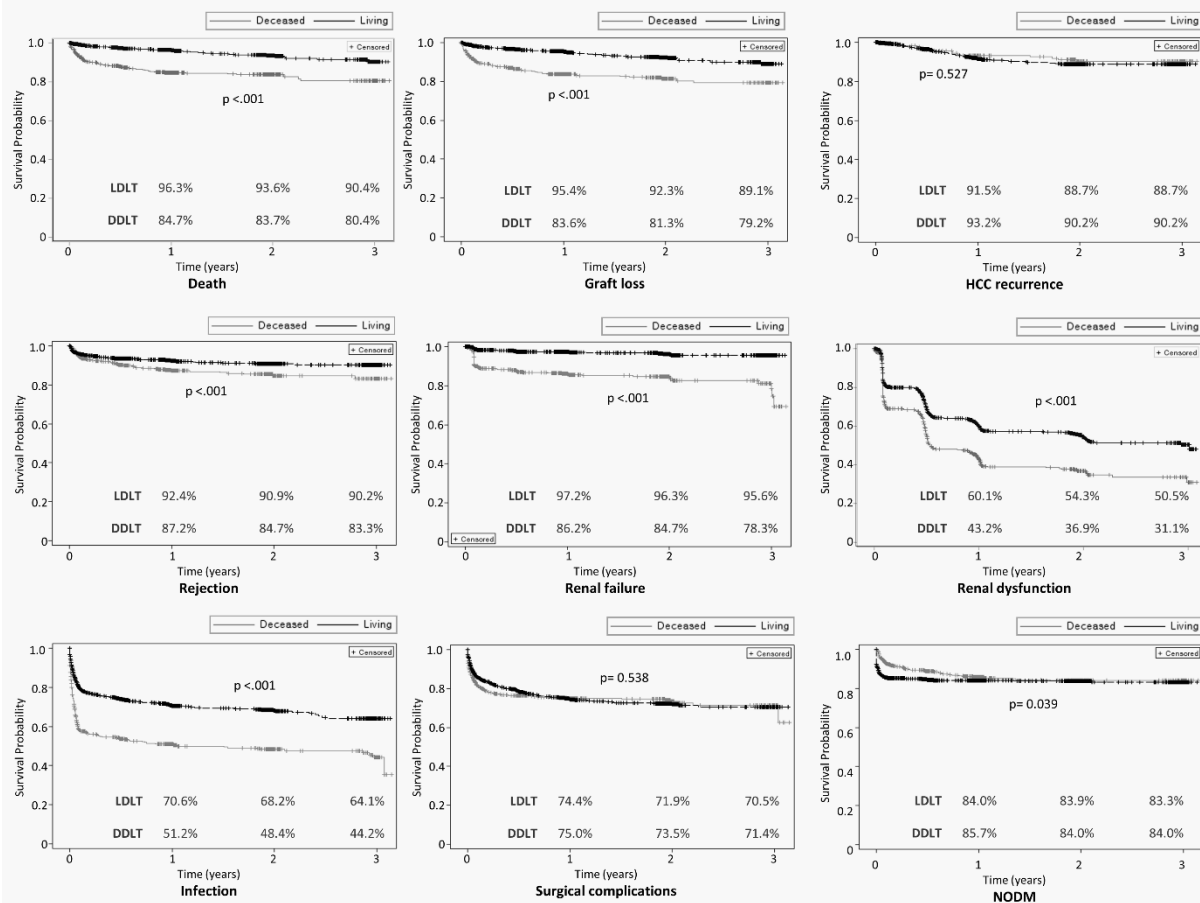 Deceased Living
+ Censored
Survival Probability
1.0
0.8
0.6
0.4
0.2
0
p <.001
LDLT 96.3% 93.6% 90.4%
DDLT 84.7% 83.7% 80.4%
0 1 2 3
Time (years)
Death
Deceased Living
+ Censored
Survival Probability
1.0
0.8
0.6
0.4
0.2
0
p <.001
LDLT 95.4% 92.3% 89.1%
DDLT 83.6% 81.3% 79.2%
0 1 2 3
Time (years)
Graft loss
Deceased Living
+ Censored
Survival Probability
1.0
0.8
0.6
0.4
0.2
0
p= 0.527
LDLT 91.5% 88.7% 88.7%
DDLT 93.2% 90.2% 90.2%
0 1 2 3
Time (years)
HCC recurrence
Deceased Living
+ Censored
Survival Probability
1.0
0.8
0.6
0.4
0.2
0
p <.001
LDLT 92.4% 90.9% 90.2%
DDLT 87.2% 84.7% 83.3%
0 1 2 3
Time (years)
Rejection
Deceased Living
Survival Probability
1.0
0.8
0.6
0.4
0.2
0
p <.001
LDLT 97.2% 96.3% 95.6%
DDLT 86.2% 84.7% 78.3%
+ Censored
0 1 2 3
Time (years)
Renal failure
Deceased Living
+ Censored
Survival Probability
1.0
0.8
0.6
0.4
0.2
0
p <.001
LDLT 60.1% 54.3% 50.5%
DDLT 43.2% 36.9% 31.1%
0 1 2 3
Time (years)
Renal dysfunction
Deceased Living
+ Censored
Survival Probability
1.0
0.8
0.6
0.4
0.2
0
p <.001
LDLT 70.6% 68.2% 64.1%
DDLT 51.2% 48.4% 44.2%
0 1 2 3
Time (years)
Infection
Deceased Living
+ Censored
Survival Probability
1.0
0.8
0.6
0.4
0.2
0
p= 0.538
LDLT 74.4% 71.9% 70.5%
DDLT 75.0% 73.5% 71.4%
0 1 2 3
Time (years)
Surgical complications
Deceased Living
+ Censored
Survival Probability
1.0
0.8
0.6
0.4
0.2
0
p= 0.039
LDLT 84.0% 83.9% 83.3%
DDLT 85.7% 84.0% 84.0%
0 1 2 3
Time (years)
NODM